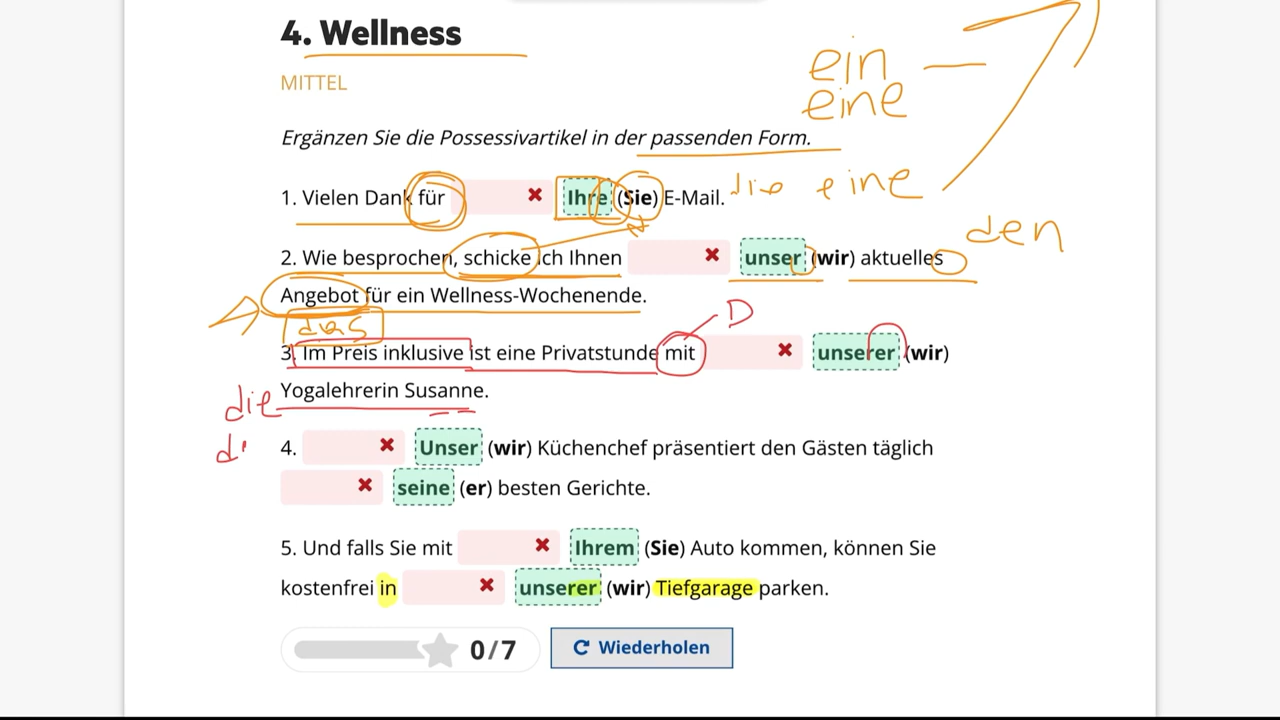 4. Wellness
ein
eine
MITTEL
Ergänzen Sie die Possessivartikel in der passenden Form.
1. Vielen Dank für ✖ Ihre (Sie) E-Mail. die eine
den
2. Wie besprochen, schicke ich Ihnen ✖ unser (wir) aktuelles
Angebot für ein Wellness-Wochenende.
das
D
3. Im Preis inklusive ist eine Privatstunde mit ✖ unserer (wir)
die Yogalehrerin Susanne.
4. ✖ Unser (wir) Küchenchef präsentiert den Gästen täglich
✖ seine (er) besten Gerichte.
5. Und falls Sie mit ✖ Ihrem (Sie) Auto kommen, können Sie
kostenfrei in ✖ unserer (wir) Tiefgarage parken.
0/7 Wiederholen